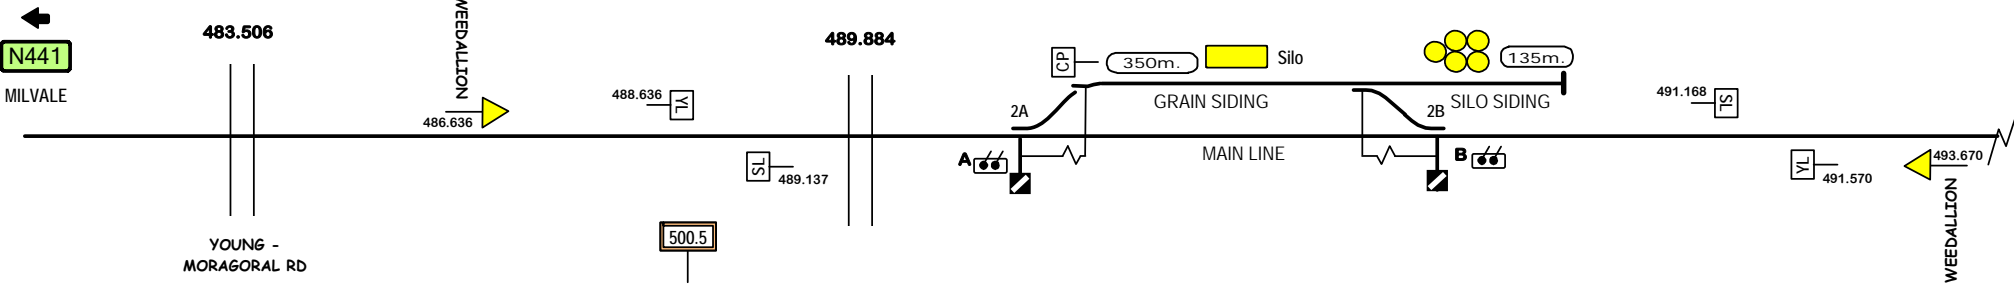 N441
MILVALE
483.506
YOUNG -
MORAGORAL RD
WEEDALLION
486.636
488.636
YL
SL
489.137
500.5
489.884
CP
350m.
Silo
135m.
GRAIN SIDING
SILO SIDING
2A
2B
MAIN LINE
A
B
491.168
SL
YL
491.570
493.670
WEEDALLION